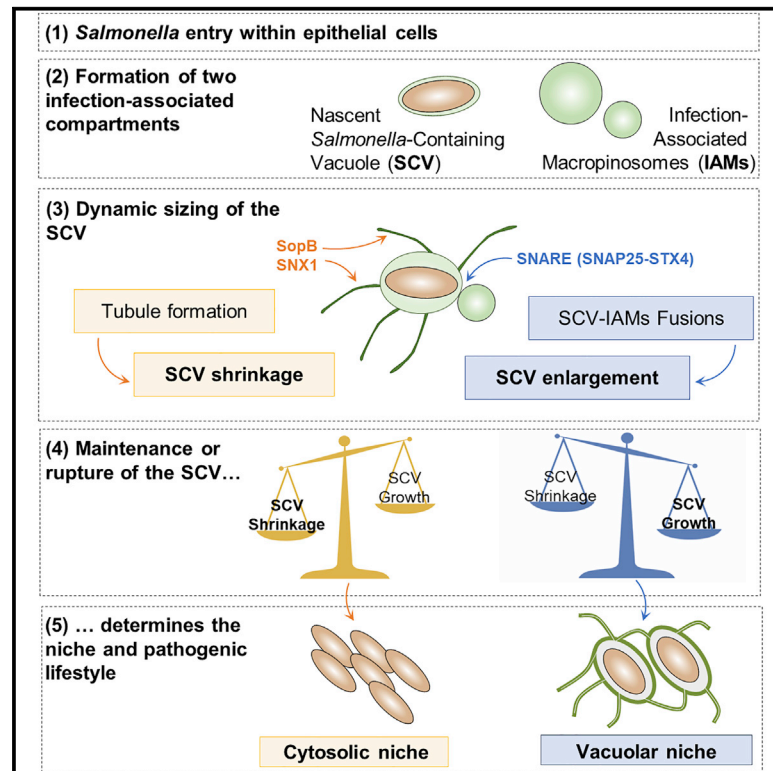 (1) Salmonella entry within epithelial cells
(2) Formation of two
infection-associated
compartments
Nascent
Salmonella-Containing
Vacuole (SCV)
Infection-
Associated
Macropinosomes (IAMs)
(3) Dynamic sizing of the
SCV
SopB
SNX1
SNARE (SNAP25-STX4)
Tubule formation
SCV-IAMs Fusions
SCV shrinkage
SCV enlargement
(4) Maintenance or
rupture of the SCV...
SCV
Shrinkage
SCV
Growth
SCV
Shrinkage
SCV
Growth
(5) ... determines the
niche and pathogenic
lifestyle
Cytosolic niche
Vacuolar niche